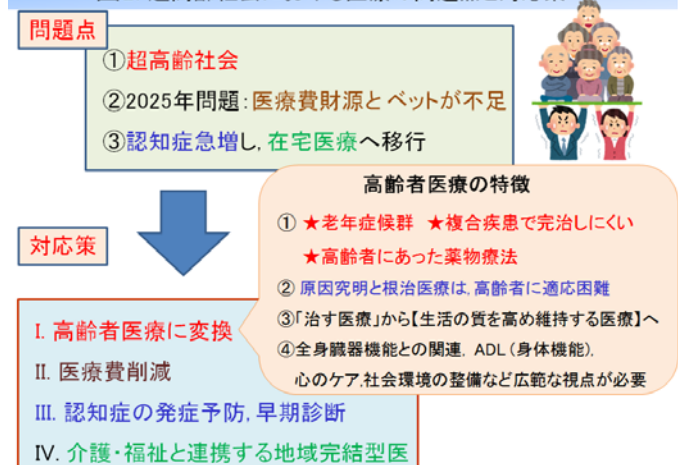 問題点
①超高齢社会
②2025年問題：医療費財源とベットが不足
③認知症急増し，在宅医療へ移行
高齢者医療の特徴
① ★老年症候群 ★複合疾患で完治しにくい
★高齢者にあった薬物療法
② 原因究明と根治医療は，高齢者に適応困難
③「治す医療」から【生活の質を高め維持する医療】へ
④全身臓器機能との関連，ADL（身体機能），
心のケア，社会環境の整備など広範な視点が必要
対応策
I. 高齢者医療に変換
II. 医療費削減
III. 認知症の発症予防，早期診断
IV. 介護・福祉と連携する地域完結型医